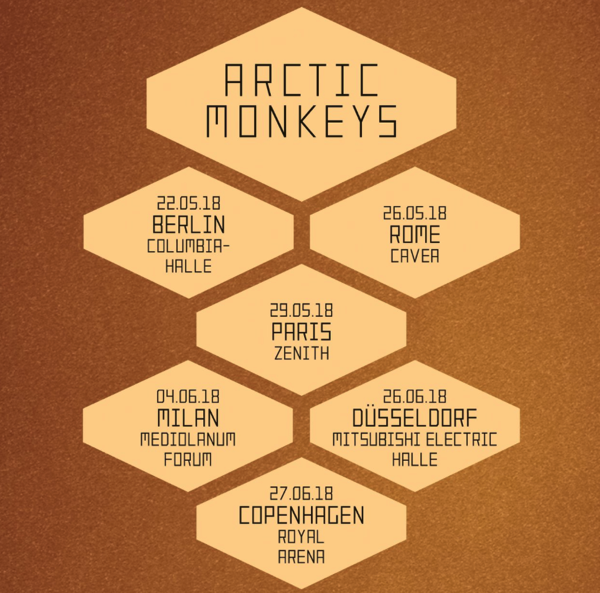 ARCTIC
MONKEYS
22.05.18
BERLIN
COLUMBIA-
HALLE
26.05.18
ROME
CAVEA
29.05.18
PARIS
ZENITH
04.06.18
MILAN
MEDIOLANUM
FORUM
26.06.18
DÜSSELDORF
MITSUBISHI ELECTRIC
HALLE
27.06.18
COPENHAGEN
ROYAL
ARENA